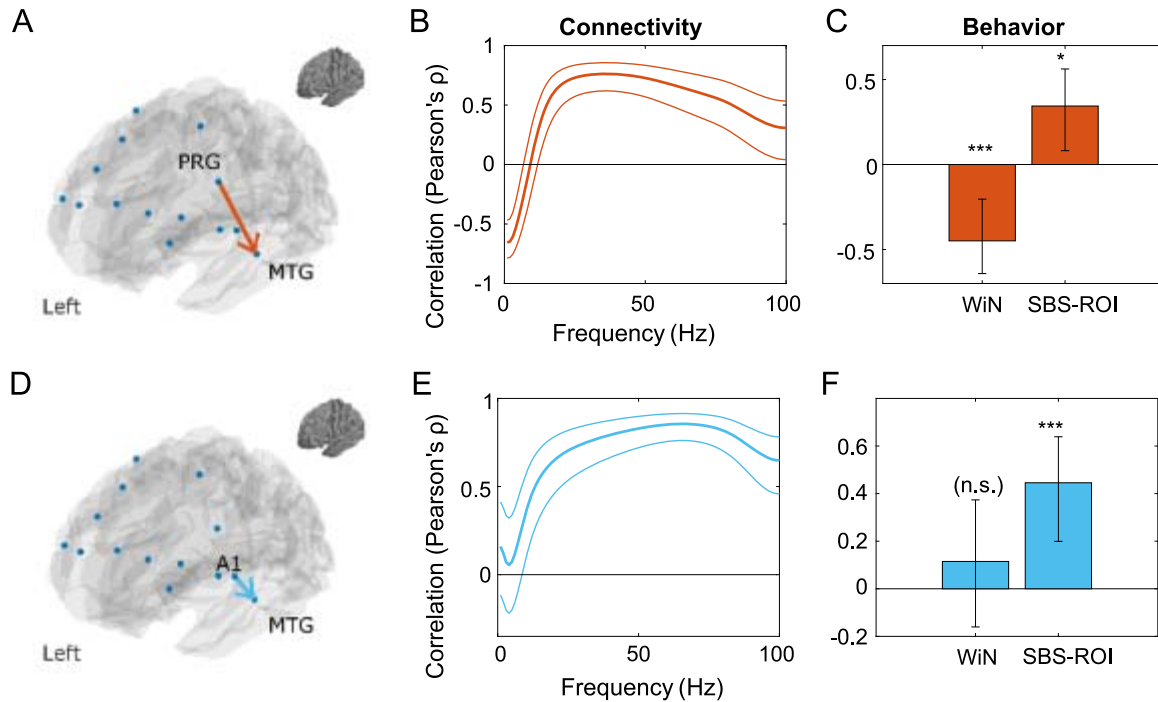 A
PRG
MTG
Left
B
Connectivity
Correlation (Pearson's ρ)
1
0.5
0
-0.5
-1
0
50
100
Frequency (Hz)
C
Behavior
0.5
0
-0.5
***
*
WiN
SBS-ROI
D
A1
MTG
Left
E
Correlation (Pearson's ρ)
1
0.5
0
0
50
100
Frequency (Hz)
F
0.6
0.4
0.2
0
-0.2
(n.s.)
***
WiN
SBS-ROI